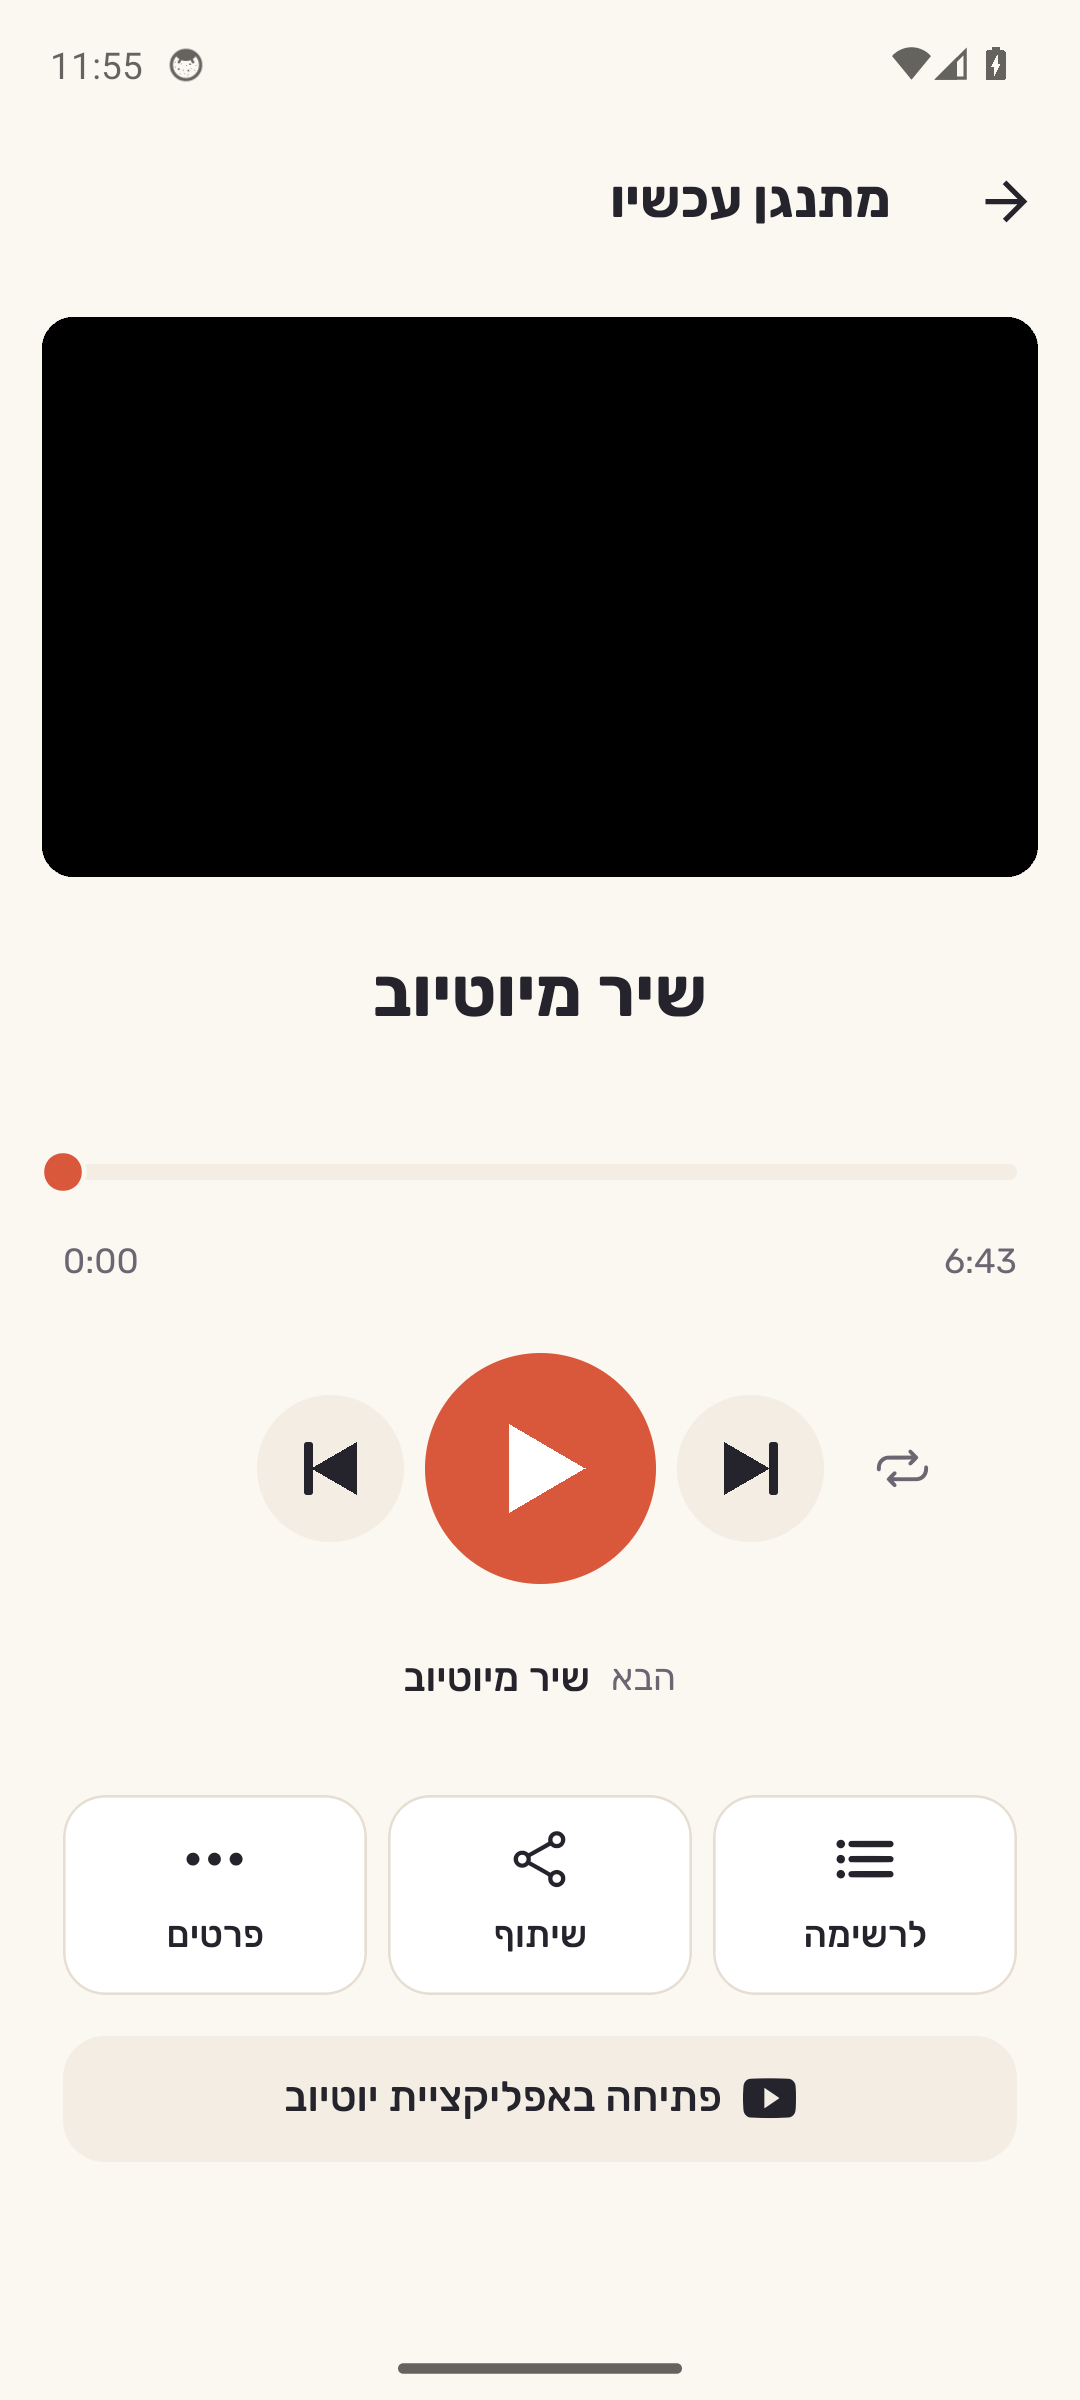 11:55
מתנגן עכשיו
שיר מיוטיוב
0:00
6:43
הבא שיר מיוטיוב
לרשימה
שיתוף
פרטים
פתיחה באפליקציית יוטיוב